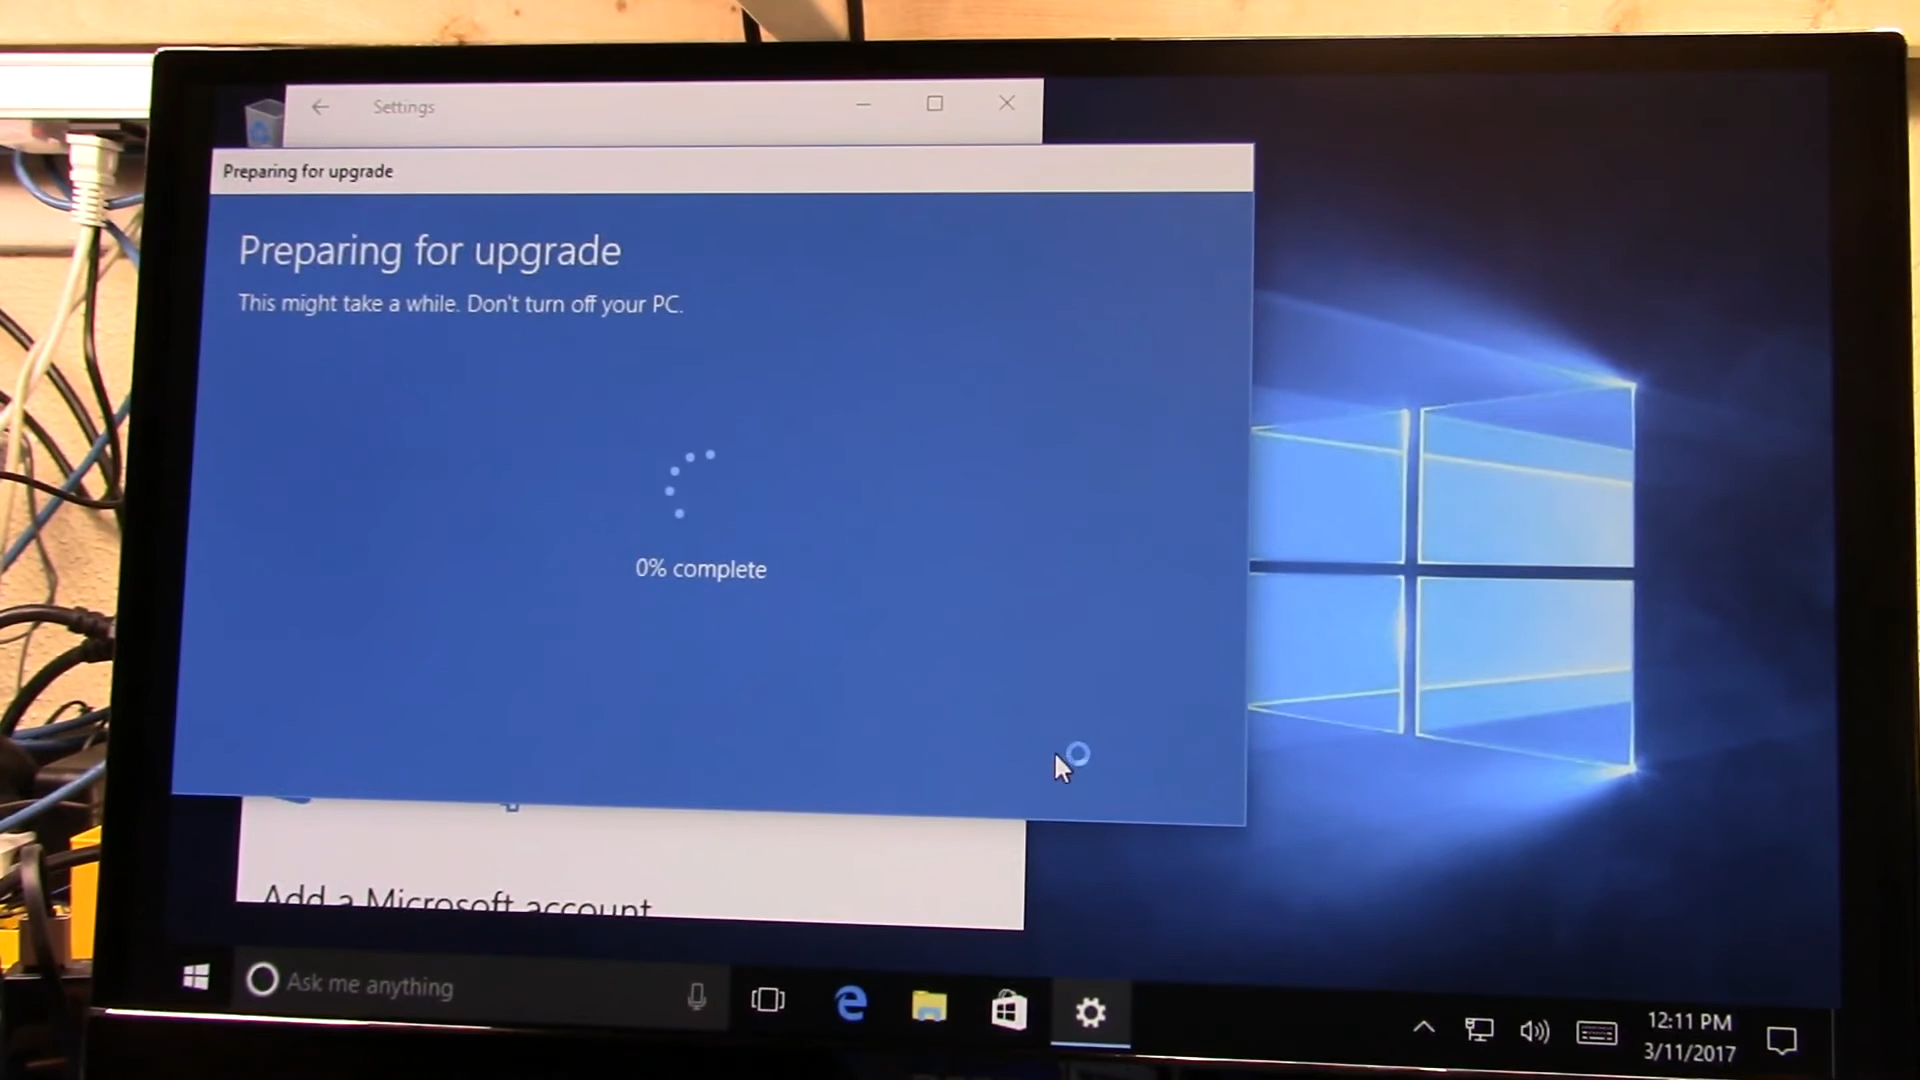 Settings
Preparing for upgrade
Preparing for upgrade
This might take a while. Don't turn off your PC.
0% complete
Add a Microsoft account
Ask me anything
12:11 PM
3/11/2017